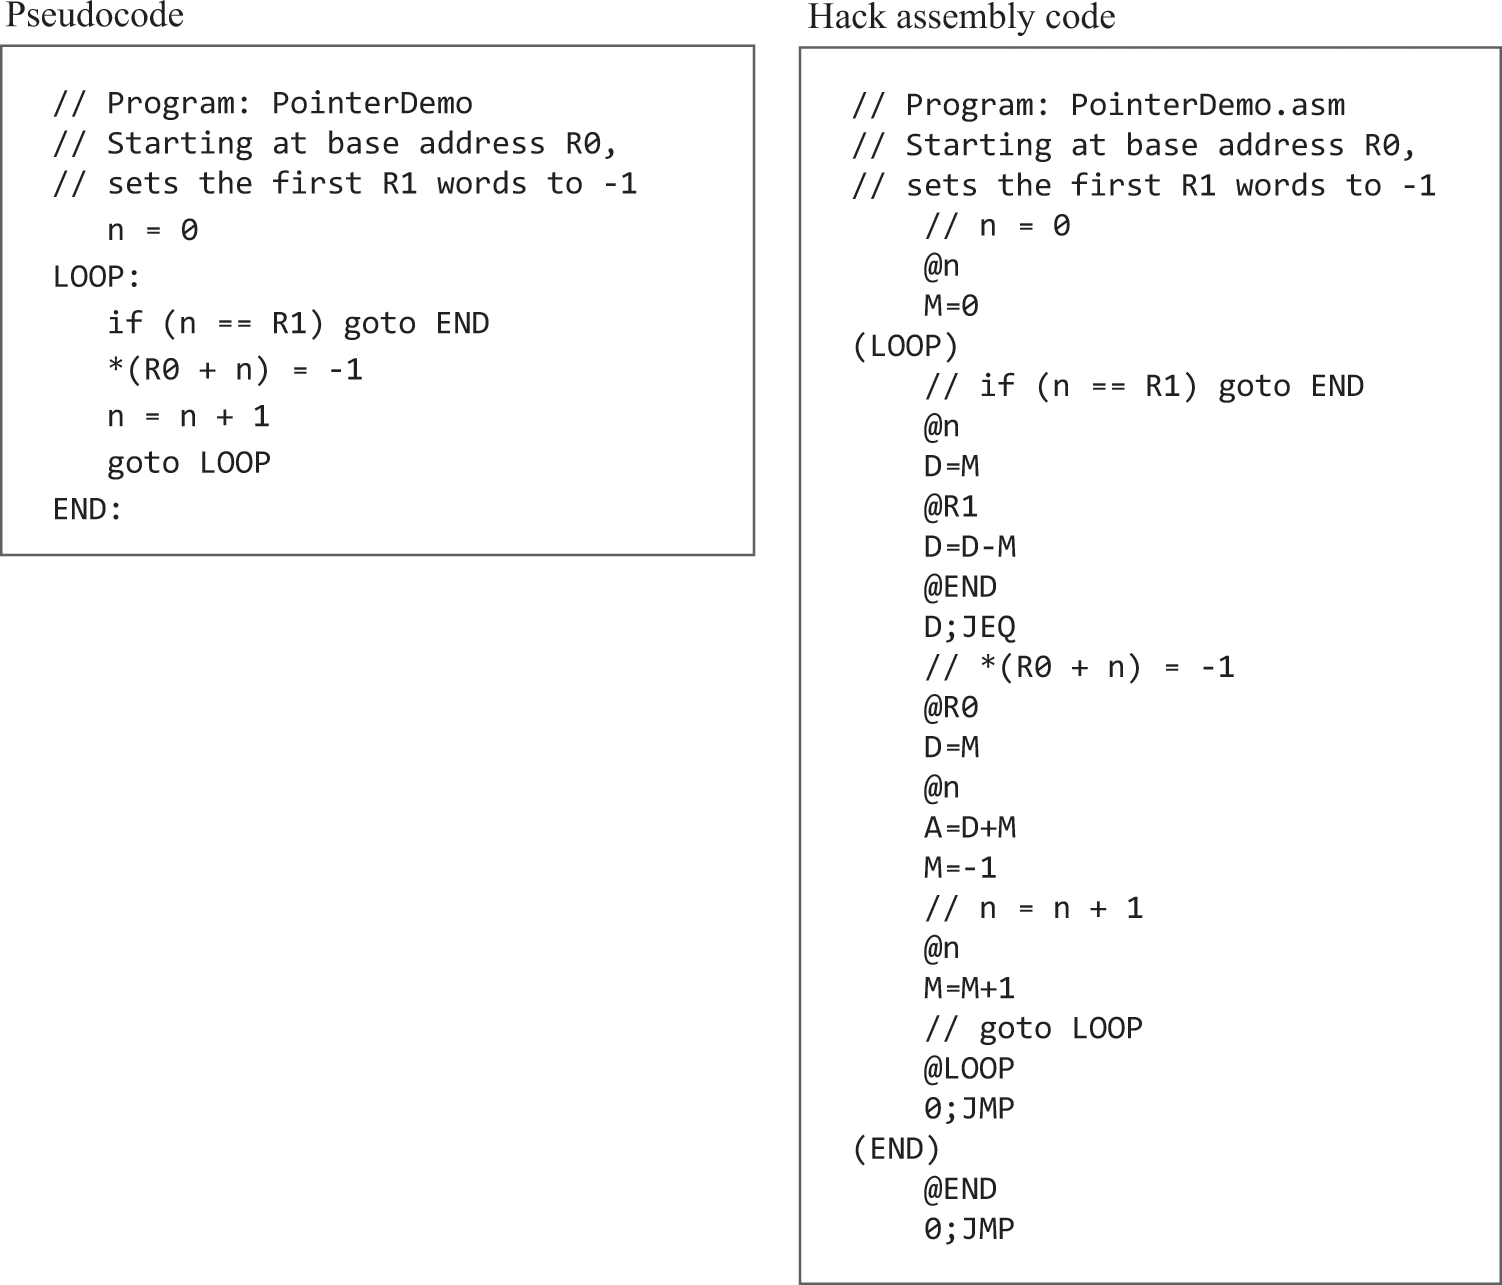 Pseudocode
// Program: PointerDemo
// Starting at base address R0,
// sets the first R1 words to -1
n = 0
LOOP:
if (n == R1) goto END
*(R0 + n) = -1
n = n + 1
goto LOOP
END:
Hack assembly code
// Program: PointerDemo.asm
// Starting at base address R0,
// sets the first R1 words to -1
// n = 0
@n
M=0
(LOOP)
// if (n == R1) goto END
@n
D=M
@R1
D=D-M
@END
D;JEQ
// *(R0 + n) = -1
@R0
D=M
@n
A=D+M
M=-1
// n = n + 1
@n
M=M+1
// goto LOOP
@LOOP
0;JMP
(END)
@END
0;JMP